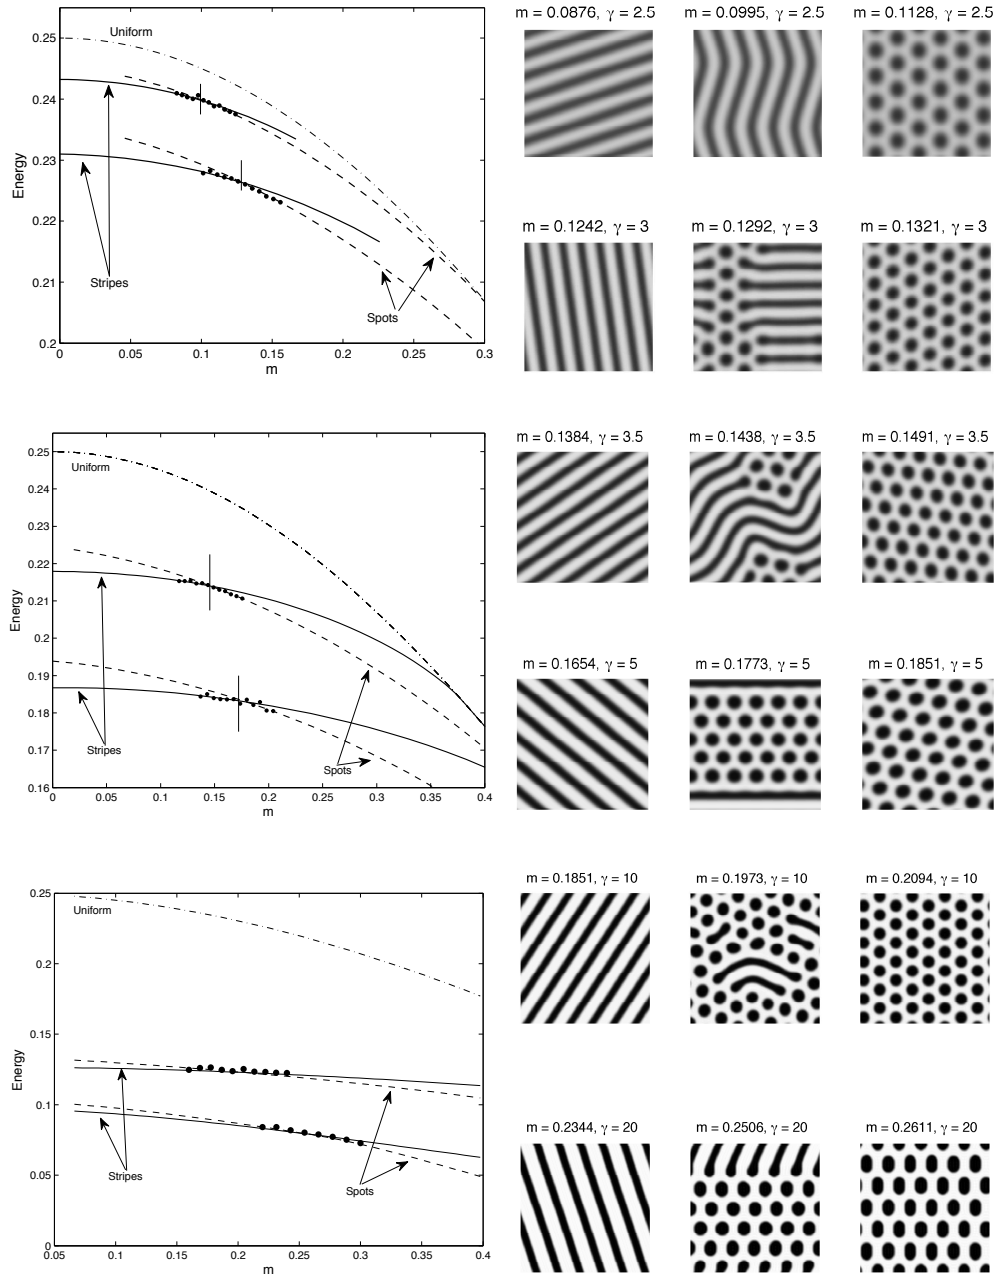 m = 0.0876, γ = 2.5
m = 0.0995, γ = 2.5
m = 0.1128, γ = 2.5
Uniform
0.25
0.24
0.23
0.22
0.21
0.2
Energy
Stripes
Spots
0
0.05
0.1
0.15
0.2
0.25
0.3
m
m = 0.1242, γ = 3
m = 0.1292, γ = 3
m = 0.1321, γ = 3
Uniform
0.25
0.24
0.23
0.22
0.21
0.2
0.19
0.18
0.17
0.16
Energy
Stripes
Spots
0
0.05
0.1
0.15
0.2
0.25
0.3
0.35
0.4
m
m = 0.1384, γ = 3.5
m = 0.1438, γ = 3.5
m = 0.1491, γ = 3.5
m = 0.1654, γ = 5
m = 0.1773, γ = 5
m = 0.1851, γ = 5
Uniform
0.25
0.2
0.15
0.1
0.05
0
Energy
Stripes
Spots
0.05
0.1
0.15
0.2
0.25
0.3
0.35
0.4
m
m = 0.1851, γ = 10
m = 0.1973, γ = 10
m = 0.2094, γ = 10
m = 0.2344, γ = 20
m = 0.2506, γ = 20
m = 0.2611, γ = 20